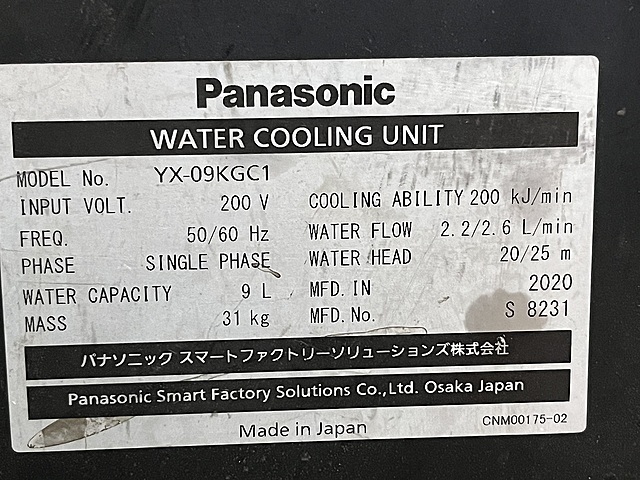 Panasonic
WATER COOLING UNIT
MODEL No. YX-09KGC1
INPUT VOLT. 200 V COOLING ABILITY 200 kJ/min
FREQ. 50/60 Hz WATER FLOW 2.2/2.6 L/min
PHASE SINGLE PHASE WATER HEAD 20/25 m
WATER CAPACITY 9 L MFD. IN 2020
MASS 31 kg MFD. No. S 8231
パナソニック スマートファクトリーソリューションズ株式会社
Panasonic Smart Factory Solutions Co.,Ltd. Osaka Japan
Made in Japan CNM00175-02